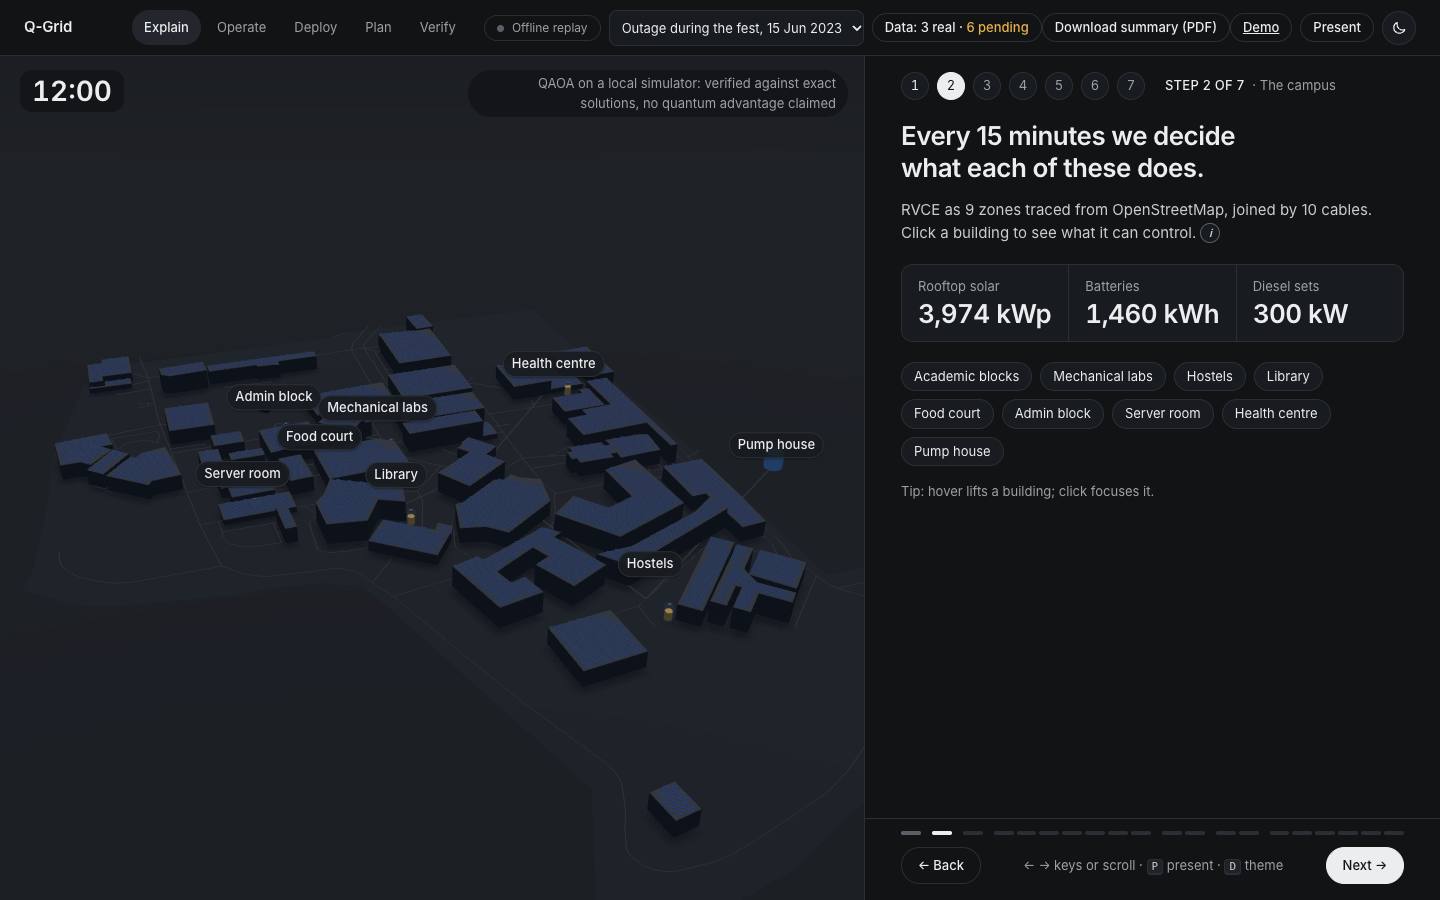 Q-Grid
Explain Operate Deploy Plan Verify
Offline replay
Outage during the fest, 15 Jun 2023
Data: 3 real · 6 pending
Download summary (PDF)
Demo
Present
12:00
QAOA on a local simulator: verified against exact
solutions, no quantum advantage claimed
Health centre
Admin block
Mechanical labs
Food court
Pump house
Server room
Library
Hostels
1 2 3 4 5 6 7 STEP 2 OF 7 · The campus
Every 15 minutes we decide
what each of these does.
RVCE as 9 zones traced from OpenStreetMap, joined by 10 cables.
Click a building to see what it can control. i
Rooftop solar Batteries Diesel sets
3,974 kWp 1,460 kWh 300 kW
Academic blocks Mechanical labs Hostels Library
Food court Admin block Server room Health centre
Pump house
Tip: hover lifts a building; click focuses it.
← Back ← → keys or scroll · P present · D theme Next →